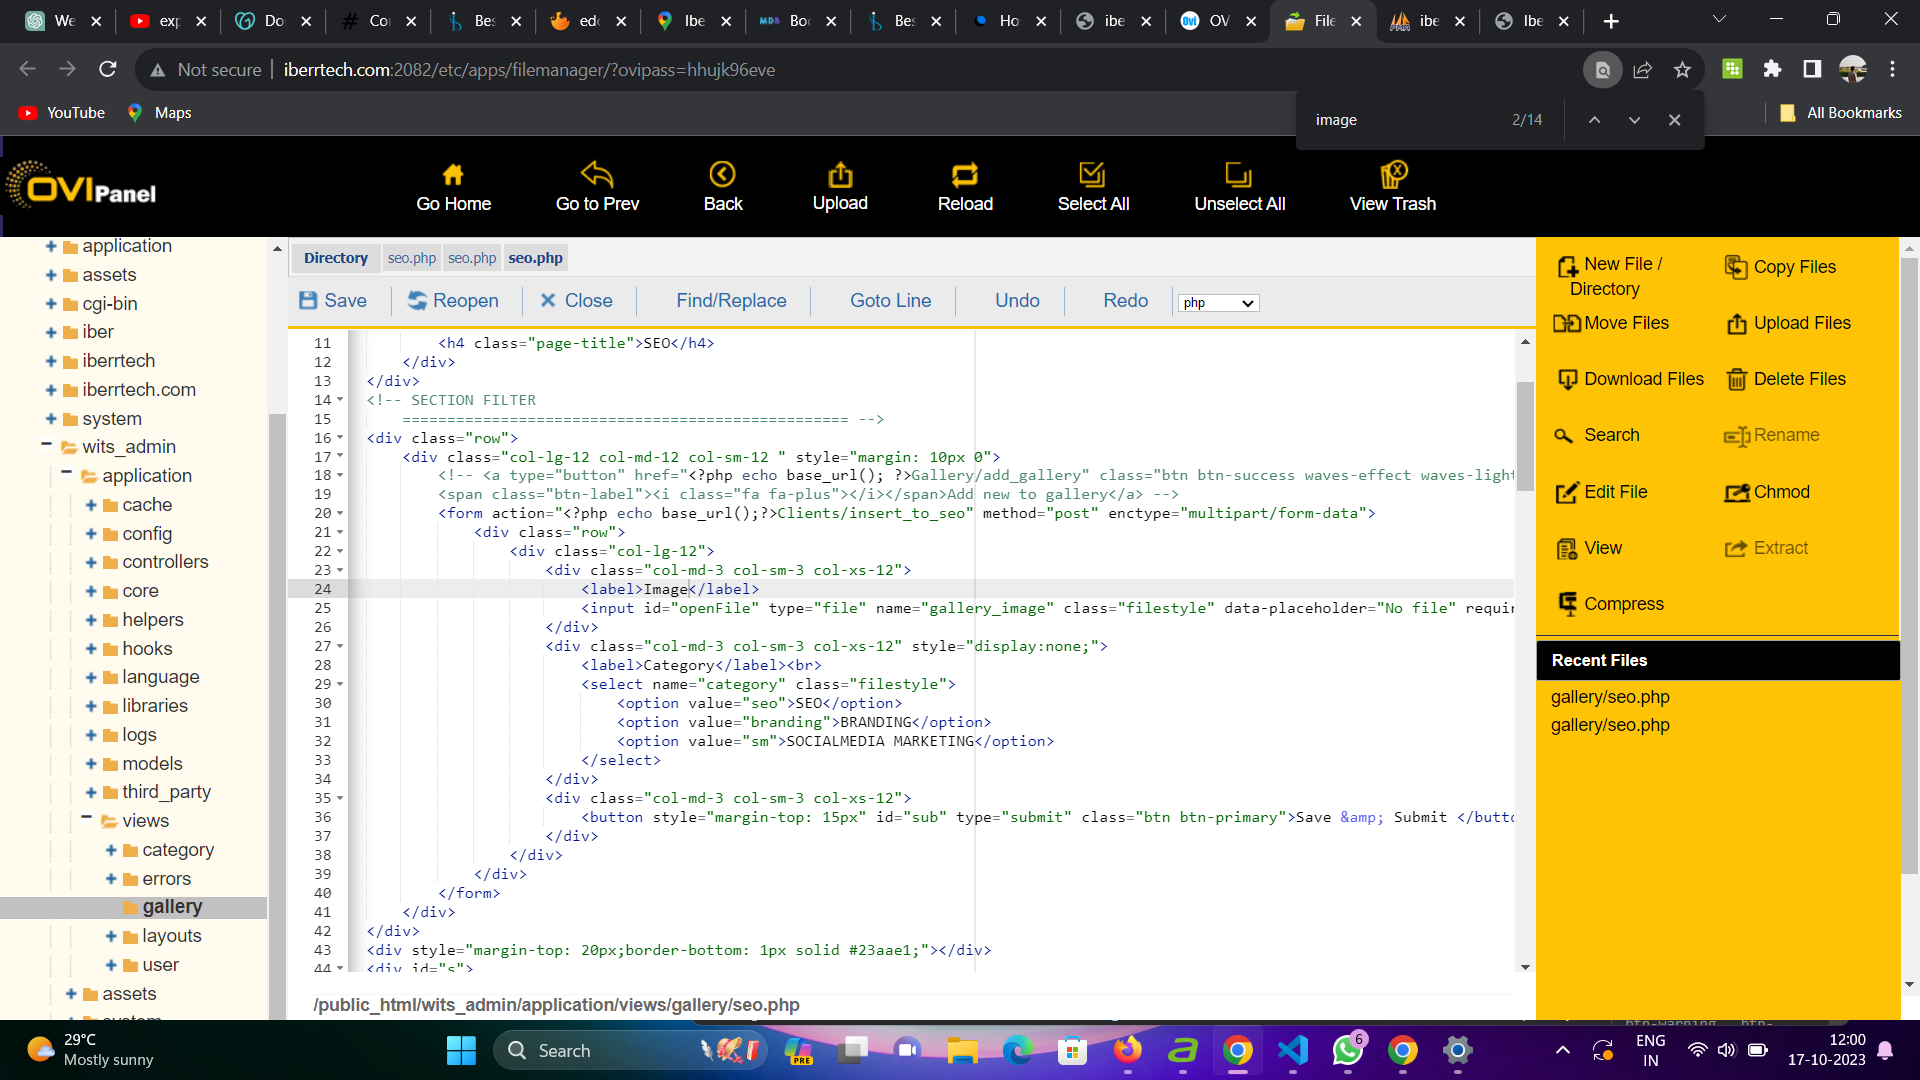 We
exp
Do
Co
Bes
edo
Ibe
Boo
Bes
Ho
ibe
OV
File
ibe
Ibe
Not secure
iberrtech.com:2082/etc/apps/filemanager/?ovipass=hhujk96eve
YouTube
Maps
image
2/14
All Bookmarks
OVIPanel
Go Home
Go to Prev
Back
Upload
Reload
Select All
Unselect All
View Trash
application
assets
cgi-bin
iber
iberrtech
iberrtech.com
system
wits_admin
application
cache
config
controllers
core
helpers
hooks
language
libraries
logs
models
third_party
views
category
errors
gallery
layouts
user
assets
Directory
seo.php
seo.php
seo.php
Save
Reopen
Close
Find/Replace
Goto Line
Undo
Redo
php
11 <h4 class="page-title">SEO</h4>
12 </div>
13 </div>
14 <!-- SECTION FILTER
15 ================================================== -->
16 <div class="row">
17 <div class="col-lg-12 col-md-12 col-sm-12 " style="margin: 10px 0">
18 <!-- <a type="button" href="<?php echo base_url(); ?>Gallery/add_gallery" class="btn btn-success waves-effect waves-light
19 <span class="btn-label"><i class="fa fa-plus"></i></span>Add new to gallery</a> -->
20 <form action="<?php echo base_url();?>Clients/insert_to_seo" method="post" enctype="multipart/form-data">
21 <div class="row">
22 <div class="col-lg-12">
23 <div class="col-md-3 col-sm-3 col-xs-12">
24 <label>Image</label>
25 <input id="openFile" type="file" name="gallery_image" class="filestyle" data-placeholder="No file" requir
26 </div>
27 <div class="col-md-3 col-sm-3 col-xs-12" style="display:none;">
28 <label>Category</label><br>
29 <select name="category" class="filestyle">
30 <option value="seo">SEO</option>
31 <option value="branding">BRANDING</option>
32 <option value="sm">SOCIALMEDIA MARKETING</option>
33 </select>
34 </div>
35 <div class="col-md-3 col-sm-3 col-xs-12">
36 <button style="margin-top: 15px" id="sub" type="submit" class="btn btn-primary">Save &amp; Submit </butto
37 </div>
38 </div>
39 </div>
40 </form>
41 </div>
42 </div>
43 <div style="margin-top: 20px;border-bottom: 1px solid #23aae1;"></div>
44 <div id="s">
/public_html/wits_admin/application/views/gallery/seo.php
New File / Directory
Copy Files
Move Files
Upload Files
Download Files
Delete Files
Search
Rename
Edit File
Chmod
View
Extract
Compress
Recent Files
gallery/seo.php
gallery/seo.php
29°C
Mostly sunny
Search
PRE
6
ENG
IN
12:00
17-10-2023